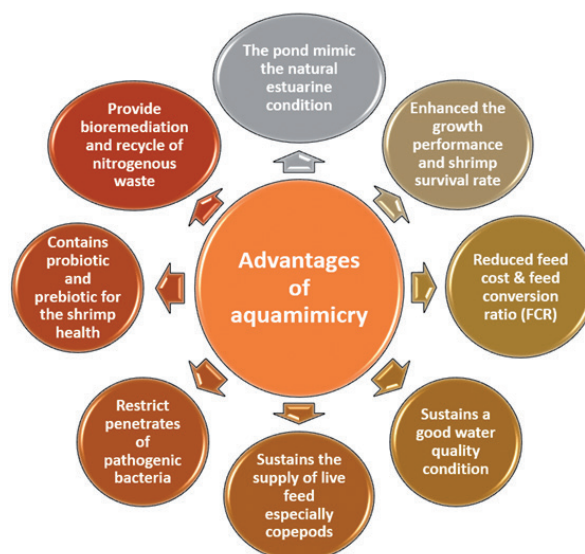 The pond mimic
the natural
estuarine
condition
Enhanced the
growth
performance
and shrimp
survival rate
Reduced feed
cost & feed
conversion
ratio (FCR)
Sustains a
good water
quality
condition
Sustains the
supply of live
feed
especially
copepods
Restrict
penetrates
of
pathogenic
bacteria
Contains
probiotic
and
prebiotic for
the shrimp
health
Provide
bioremediation
and recycle of
nitrogenous
waste
Advantages
of
aquamimicry